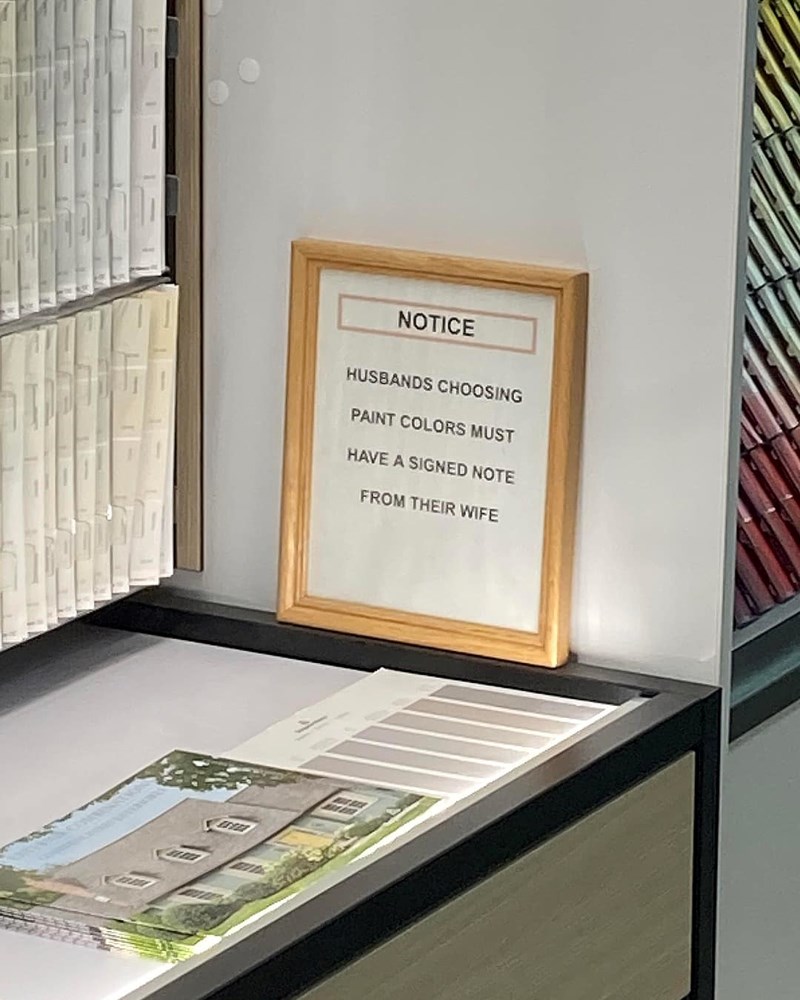 NOTICE
HUSBANDS CHOOSING
PAINT COLORS MUST
HAVE A SIGNED NOTE
FROM THEIR WIFE